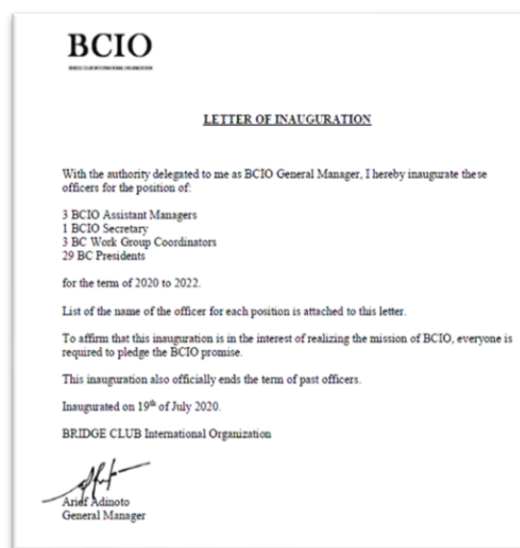 BCIO
BRIDGE CLUB INTERNATIONAL ORGANIZATION
LETTER OF INAUGURATION
With the authority delegated to me as BCIO General Manager, I hereby inaugurate these
officers for the position of:
3 BCIO Assistant Managers
1 BCIO Secretary
3 BC Work Group Coordinators
29 BC Presidents
for the term of 2020 to 2022.
List of the name of the officer for each position is attached to this letter.
To affirm that this inauguration is in the interest of realizing the mission of BCIO, everyone is
required to pledge the BCIO promise.
This inauguration also officially ends the term of past officers.
Inaugurated on 19th of July 2020.
BRIDGE CLUB International Organization
Arief Adinoto
General Manager